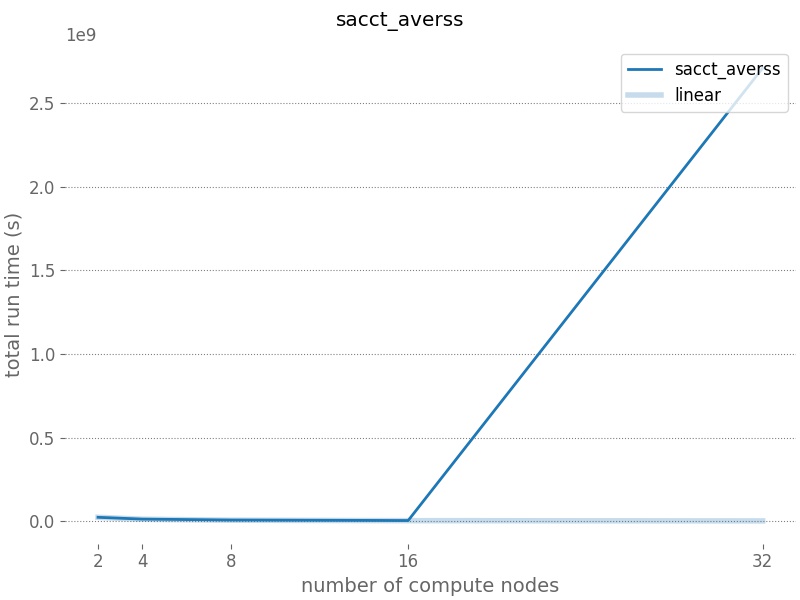 sacct_averss
1e9
sacct_averss
linear
2.5
2.0
1.5
1.0
0.5
0.0
total run time (s)
2 4 8 16 32
number of compute nodes